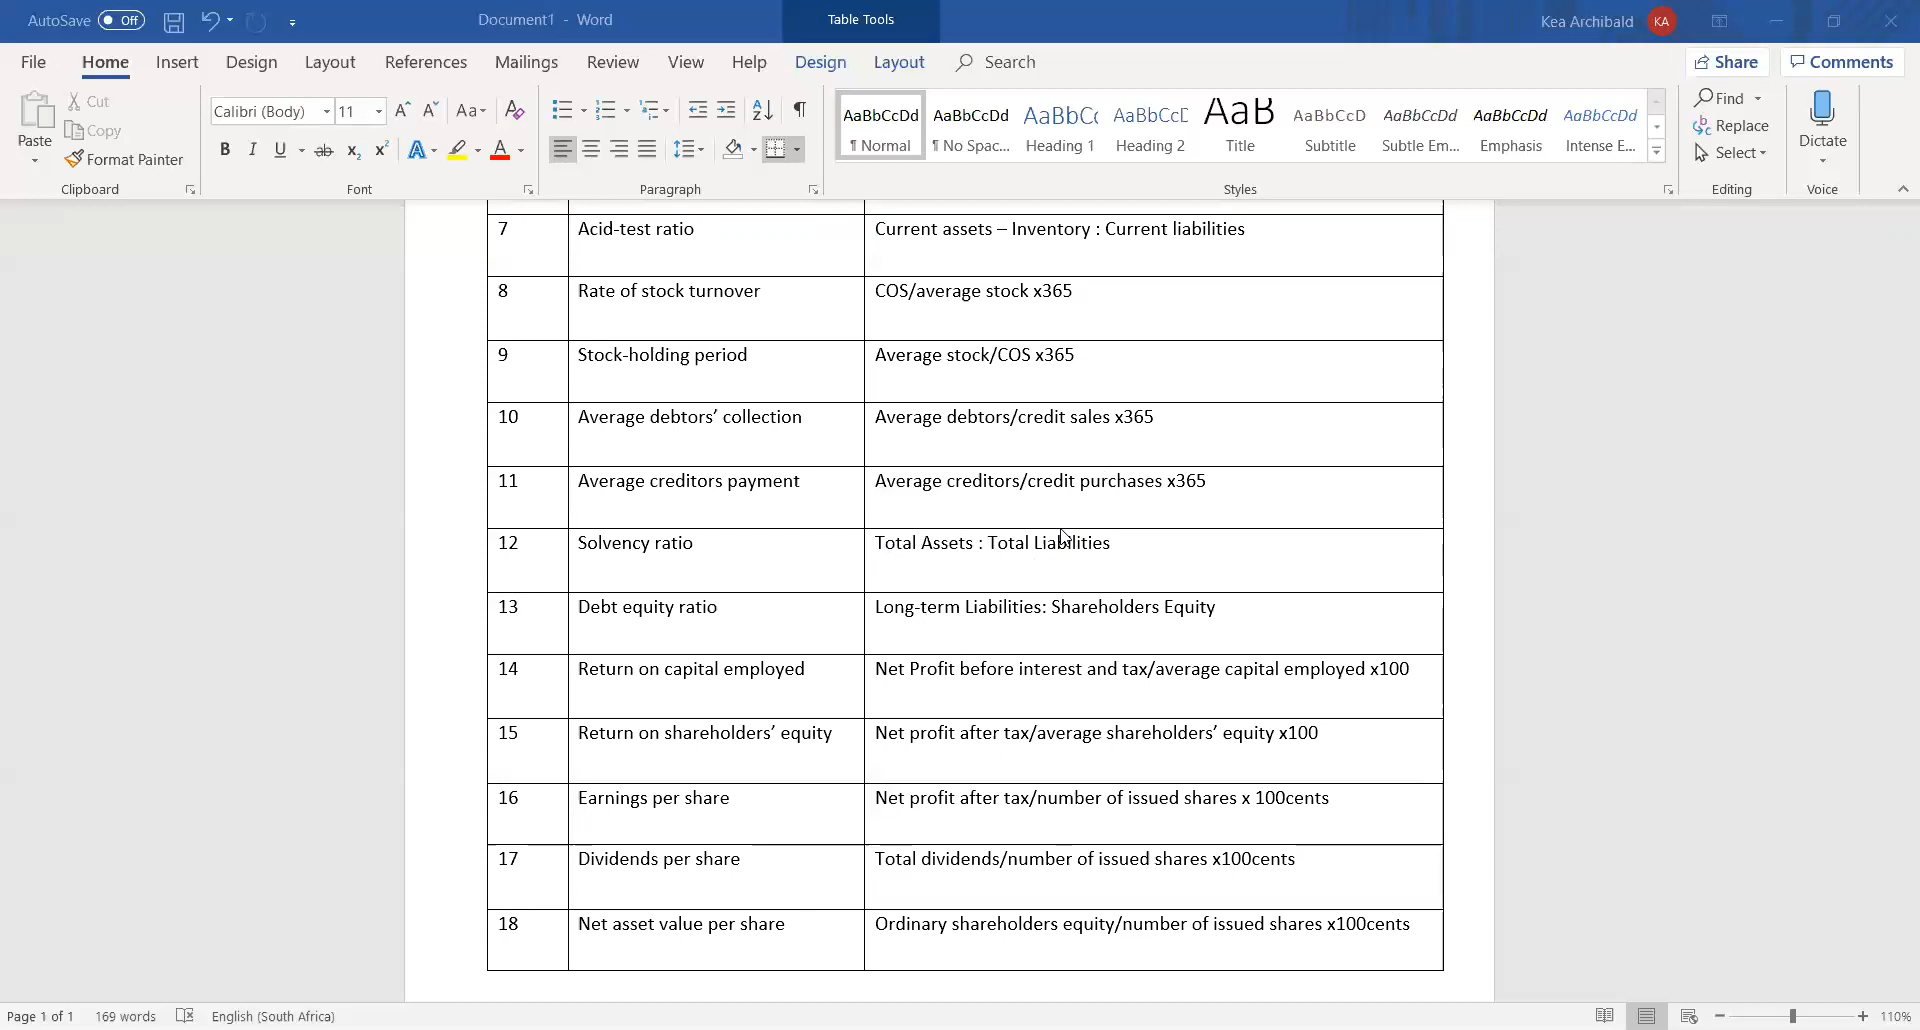 AutoSave Off Document1 - Word Table Tools Kea Archibald KA
File Home Insert Design Layout References Mailings Review View Help Design Layout Search Share Comments
Paste Cut Copy Format Painter
Calibri (Body) 11 Aa
B I U ab x₂ x² A A
AaBbCcDd AaBbCcDd AaBbCc AaBbCcD AaB AaBbCcD AaBbCcDd AaBbCcDd AaBbCcDd
¶ Normal ¶ No Spac... Heading 1 Heading 2 Title Subtitle Subtle Em... Emphasis Intense E...
Find Replace Select Dictate
Clipboard Font Paragraph Styles Editing Voice
7 Acid-test ratio Current assets – Inventory : Current liabilities
8 Rate of stock turnover COS/average stock x365
9 Stock-holding period Average stock/COS x365
10 Average debtors’ collection Average debtors/credit sales x365
11 Average creditors payment Average creditors/credit purchases x365
12 Solvency ratio Total Assets : Total Liabilities
13 Debt equity ratio Long-term Liabilities: Shareholders Equity
14 Return on capital employed Net Profit before interest and tax/average capital employed x100
15 Return on shareholders’ equity Net profit after tax/average shareholders’ equity x100
16 Earnings per share Net profit after tax/number of issued shares x 100cents
17 Dividends per share Total dividends/number of issued shares x100cents
18 Net asset value per share Ordinary shareholders equity/number of issued shares x100cents
Page 1 of 1 169 words English (South Africa) 110%